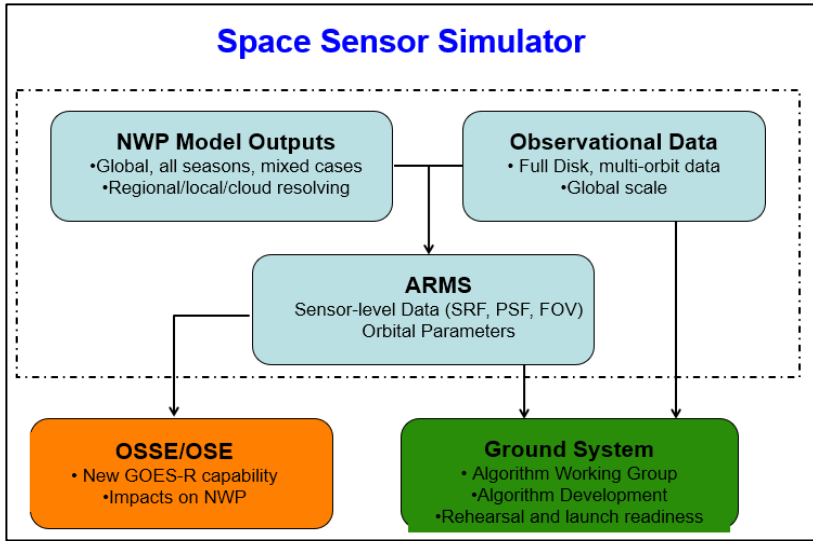 Space Sensor Simulator
NWP Model Outputs
•Global, all seasons, mixed cases
•Regional/local/cloud resolving
Observational Data
• Full Disk, multi-orbit data
•Global scale
ARMS
Sensor-level Data (SRF, PSF, FOV)
Orbital Parameters
OSSE/OSE
• New GOES-R capability
•Impacts on NWP
Ground System
• Algorithm Working Group
•Algorithm Development
•Rehearsal and launch readiness